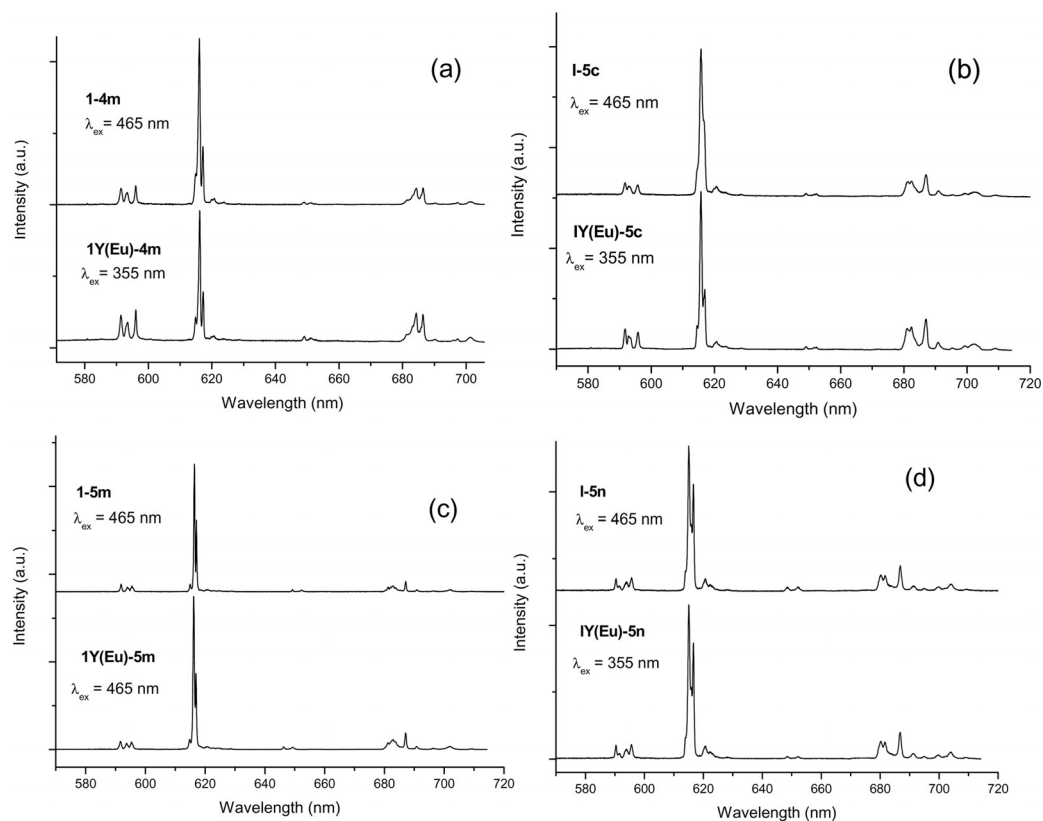 (a)
1-4m
λex = 465 nm
1Y(Eu)-4m
λex = 355 nm
Intensity (a.u.)
580 600 620 640 660 680 700
Wavelength (nm)
(b)
I-5c
λex = 465 nm
IY(Eu)-5c
λex = 355 nm
Intensity (a.u.)
580 600 620 640 660 680 700 720
Wavelength (nm)
(c)
1-5m
λex = 465 nm
1Y(Eu)-5m
λex = 465 nm
Intensity (a.u.)
580 600 620 640 660 680 700 720
Wavelength (nm)
(d)
I-5n
λex = 465 nm
IY(Eu)-5n
λex = 355 nm
Intensity (a.u.)
580 600 620 640 660 680 700 720
Wavelength (nm)